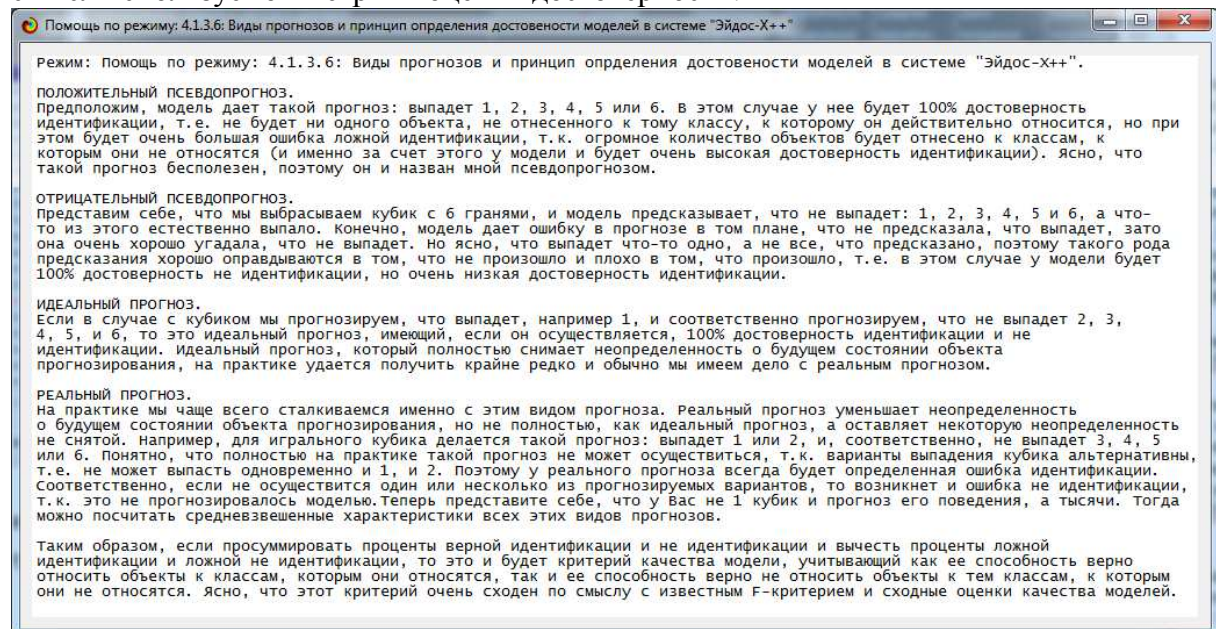 Помощь по режиму: 4.1.3.6: Виды прогнозов и принцип опрделения достовености моделей в системе "Эйдос-X++"
Режим: Помощь по режиму: 4.1.3.6: Виды прогнозов и принцип опрделения достовености моделей в системе "Эйдос-X++".
ПОЛОЖИТЕЛЬНЫЙ ПСЕВДОПРОГНОЗ.
Предположим, модель дает такой прогноз: выпадет 1, 2, 3, 4, 5 или 6. В этом случае у нее будет 100% достоверность
идентификации, т.е. не будет ни одного объекта, не отнесенного к тому классу, к которому он действительно относится, но при
этом будет очень большая ошибка ложной идентификации, т.к. огромное количество объектов будет отнесено к классам, к
которым они не относятся (и именно за счет этого у модели и будет очень высокая достоверность идентификации). Ясно, что
такой прогноз бесполезен, поэтому он и назван мной псевдопрогнозом.
ОТРИЦАТЕЛЬНЫЙ ПСЕВДОПРОГНОЗ.
Представим себе, что мы выбрасываем кубик с 6 гранями, и модель предсказывает, что не выпадет: 1, 2, 3, 4, 5 и 6, а что-
то из этого естественно выпало. Конечно, модель дает ошибку в прогнозе в том плане, что не предсказала, что выпадет, зато
она очень хорошо угадала, что не выпадет. Но ясно, что выпадет что-то одно, а не все, что предсказано, поэтому такого рода
предсказания хорошо оправдываются в том, что не произошло и плохо в том, что произошло, т.е. в этом случае у модели будет
100% достоверность не идентификации, но очень низкая достоверность идентификации.
ИДЕАЛЬНЫЙ ПРОГНОЗ.
Если в случае с кубиком мы прогнозируем, что выпадет, например 1, и соответственно прогнозируем, что не выпадет 2, 3,
4, 5, и 6, то это идеальный прогноз, имеющий, если он осуществляется, 100% достоверность идентификации и не
идентификации. Идеальный прогноз, который полностью снимает неопределенность о будущем состоянии объекта
прогнозирования, на практике удается получить крайне редко и обычно мы имеем дело с реальным прогнозом.
РЕАЛЬНЫЙ ПРОГНОЗ.
На практике мы чаще всего сталкиваемся именно с этим видом прогноза. Реальный прогноз уменьшает неопределенность
о будущем состоянии объекта прогнозирования, но не полностью, как идеальный прогноз, а оставляет некоторую неопределенность
не снятой. Например, для игрального кубика делается такой прогноз: выпадет 1 или 2, и, соответственно, не выпадет 3, 4, 5
или 6. Понятно, что полностью на практике такой прогноз не может осуществиться, т.к. варианты выпадения кубика альтернативны,
т.е. не может выпасть одновременно и 1, и 2. Поэтому у реального прогноза всегда будет определенная ошибка идентификации.
Соответственно, если не осуществится один или несколько из прогнозируемых вариантов, то возникнет и ошибка не идентификации,
т.к. это не прогнозировалось моделью.Теперь представите себе, что у Вас не 1 кубик и прогноз его поведения, а тысячи. Тогда
можно посчитать средневзвешенные характеристики всех этих видов прогнозов.
Таким образом, если просуммировать проценты верной идентификации и не идентификации и вычесть проценты ложной
идентификации и ложной не идентификации, то это и будет критерий качества модели, учитывающий как ее способность верно
относить объекты к классам, которым они относятся, так и ее способность верно не относить объекты к тем классам, к которым
они не относятся. Ясно, что этот критерий очень сходен по смыслу с известным F-критерием и сходные оценки качества моделей.